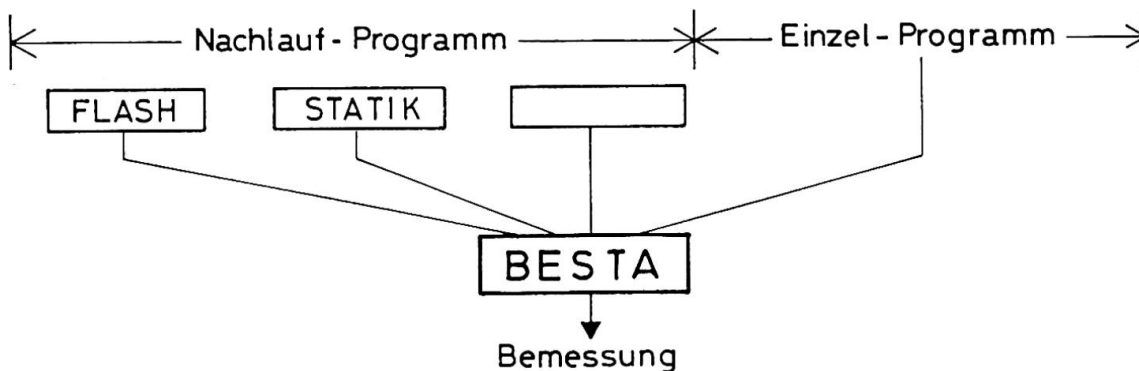 Nachlauf - Programm Einzel - Programm
FLASH STATIK
BESTA
Bemessung